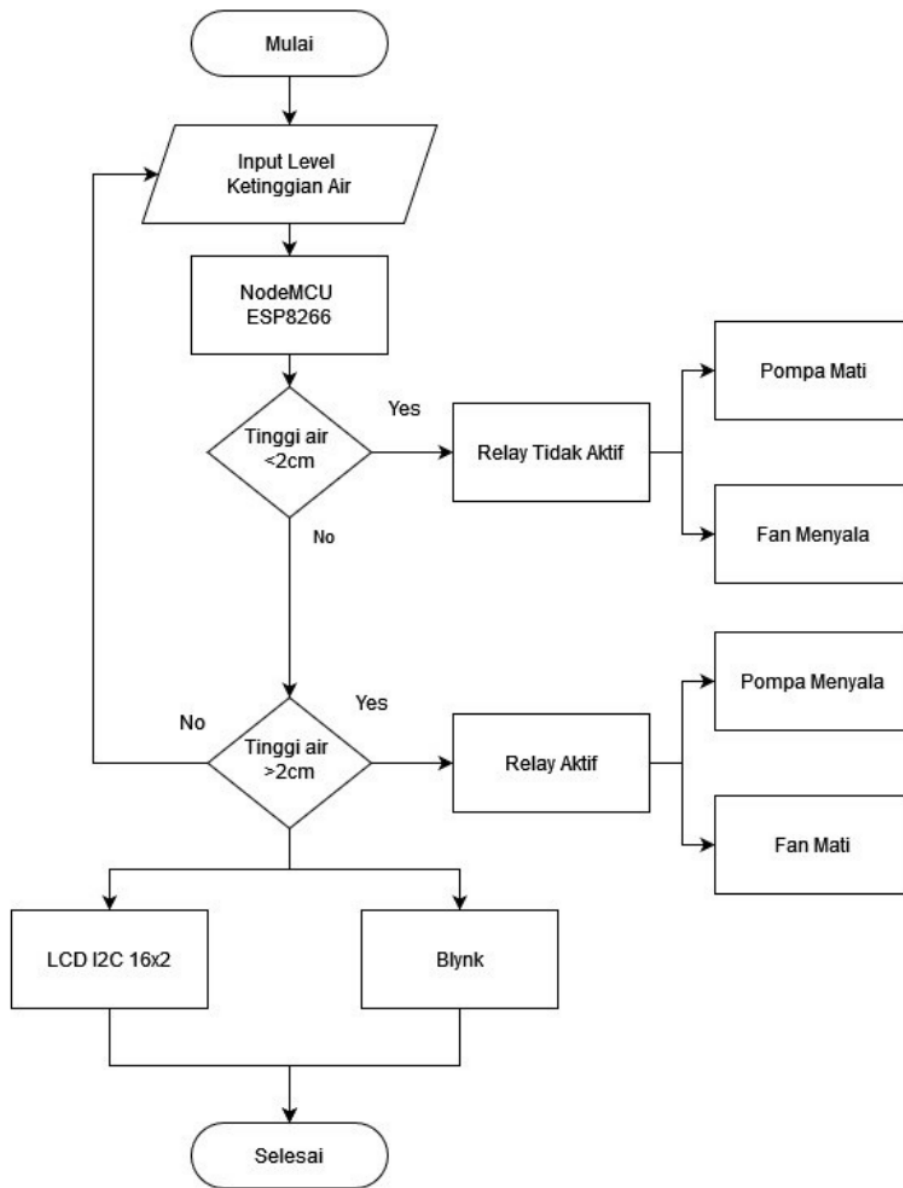 Mulai
Input Level
Ketinggian Air
NodeMCU
ESP8266
Tinggi air
<2cm
Yes
Relay Tidak Aktif
Pompa Mati
Fan Menyala
No
Tinggi air
>2cm
No
Yes
Relay Aktif
Pompa Menyala
Fan Mati
LCD I2C 16x2
Blynk
Selesai